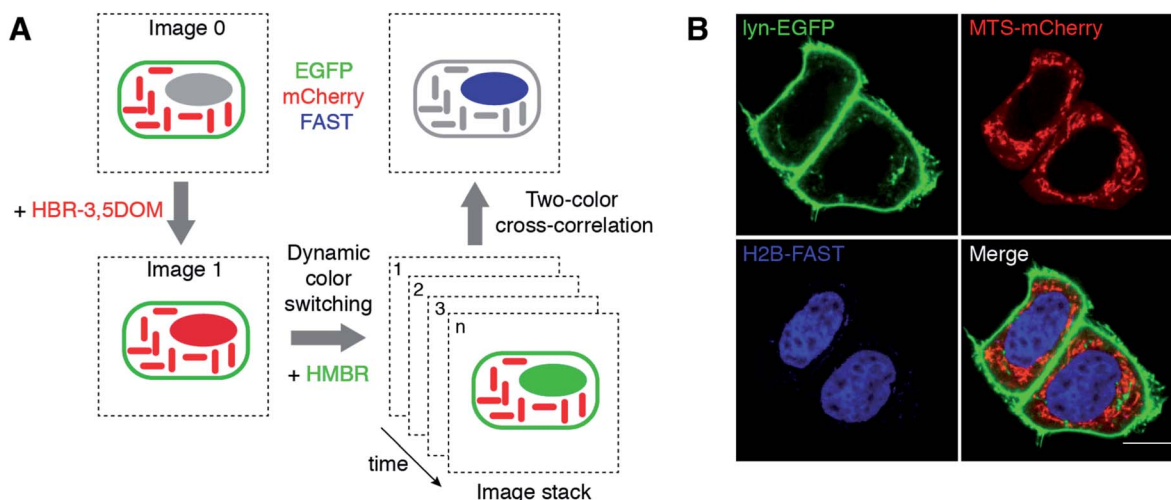 A
Image 0
EGFP
mCherry
FAST
+ HBR-3,5DOM
Two-color
cross-correlation
Image 1
Dynamic
color
switching
+ HMBR
1
2
3
n
time
Image stack
B
lyn-EGFP
MTS-mCherry
H2B-FAST
Merge